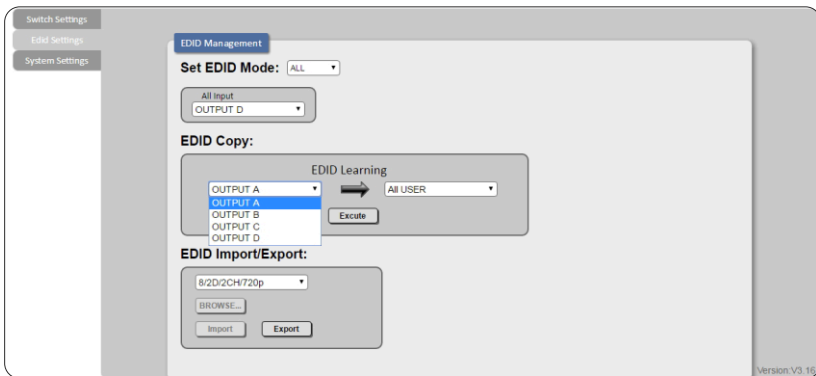 Switch Settings
Edid Settings
System Settings
EDID Management
Set EDID Mode: ALL
All Input
OUTPUT D
EDID Copy:
EDID Learning
OUTPUT A All USER
OUTPUT A
OUTPUT B
OUTPUT C
OUTPUT D
Excute
EDID Import/Export:
8/2D/2CH/720p
BROWSE...
Import Export
Version:V3.16